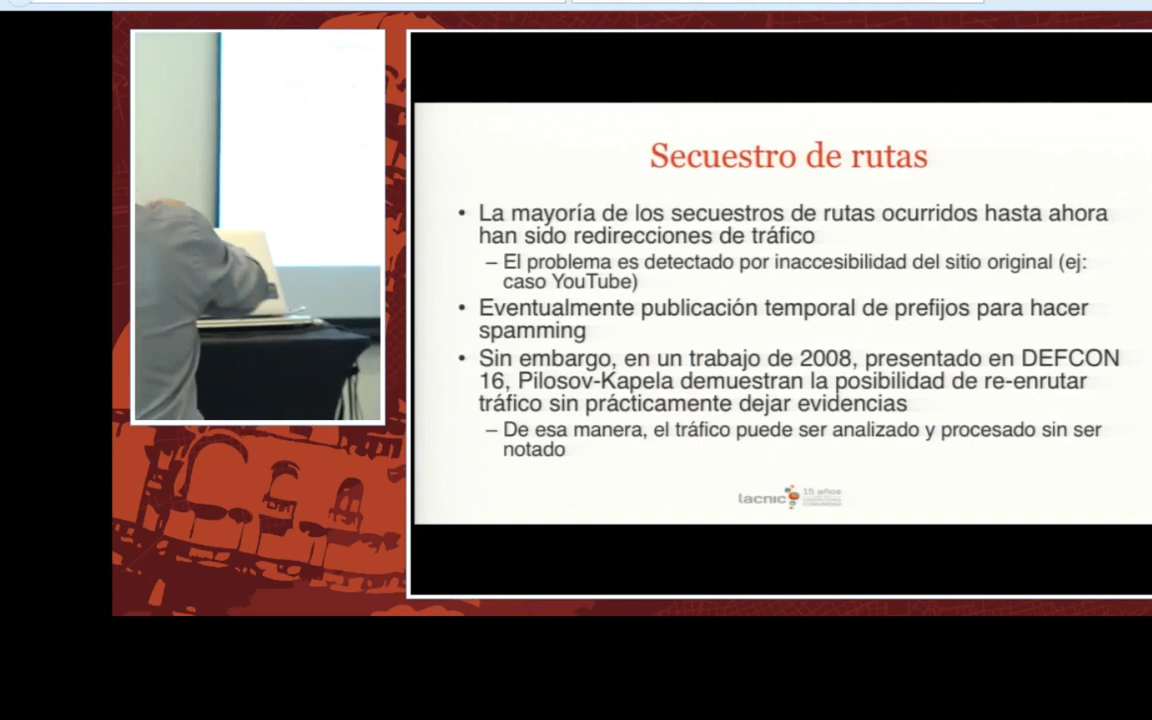 Secuestro de rutas
• La mayoría de los secuestros de rutas ocurridos hasta ahora
han sido redirecciones de tráfico
– El problema es detectado por inaccesibilidad del sitio original (ej:
caso YouTube)
• Eventualmente publicación temporal de prefijos para hacer
spamming
• Sin embargo, en un trabajo de 2008, presentado en DEFCON
16, Pilosov-Kapela demuestran la posibilidad de re-enrutar
tráfico sin prácticamente dejar evidencias
– De esa manera, el tráfico puede ser analizado y procesado sin ser
notado
lacnic 15 años